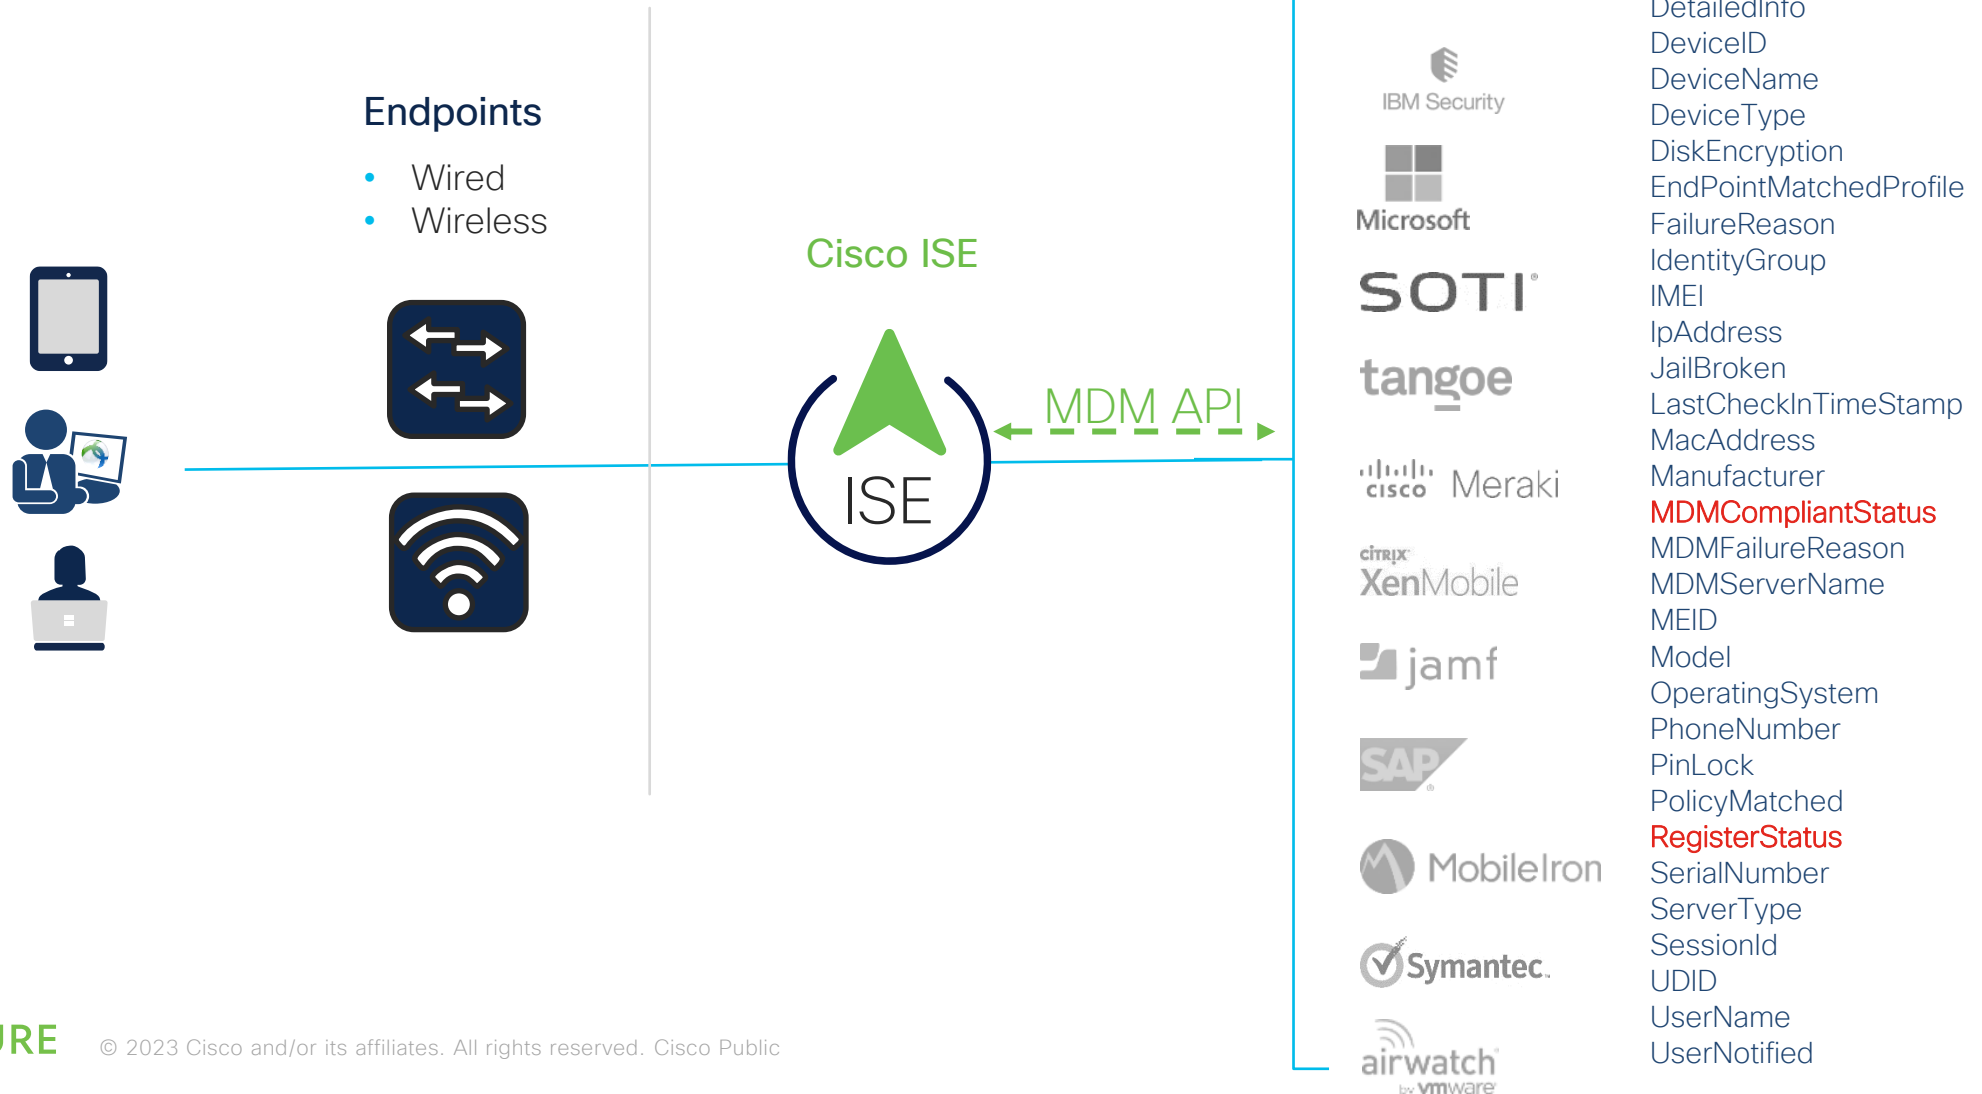 Endpoints
• Wired
• Wireless
Cisco ISE
ISE
MDM API
IBM Security
Microsoft
SOTI®
tangoe
cisco Meraki
CITRIX
XenMobile
jamf
SAP®
MobileIron
Symantec™
airwatch
by vmware
DetailedInfo
DeviceID
DeviceName
DeviceType
DiskEncryption
EndPointMatchedProfile
FailureReason
IdentityGroup
IMEI
IpAddress
JailBroken
LastCheckInTimeStamp
MacAddress
Manufacturer
MDMCompliantStatus
MDMFailureReason
MDMServerName
MEID
Model
OperatingSystem
PhoneNumber
PinLock
PolicyMatched
RegisterStatus
SerialNumber
ServerType
SessionId
UDID
UserName
UserNotified
URE © 2023 Cisco and/or its affiliates. All rights reserved. Cisco Public